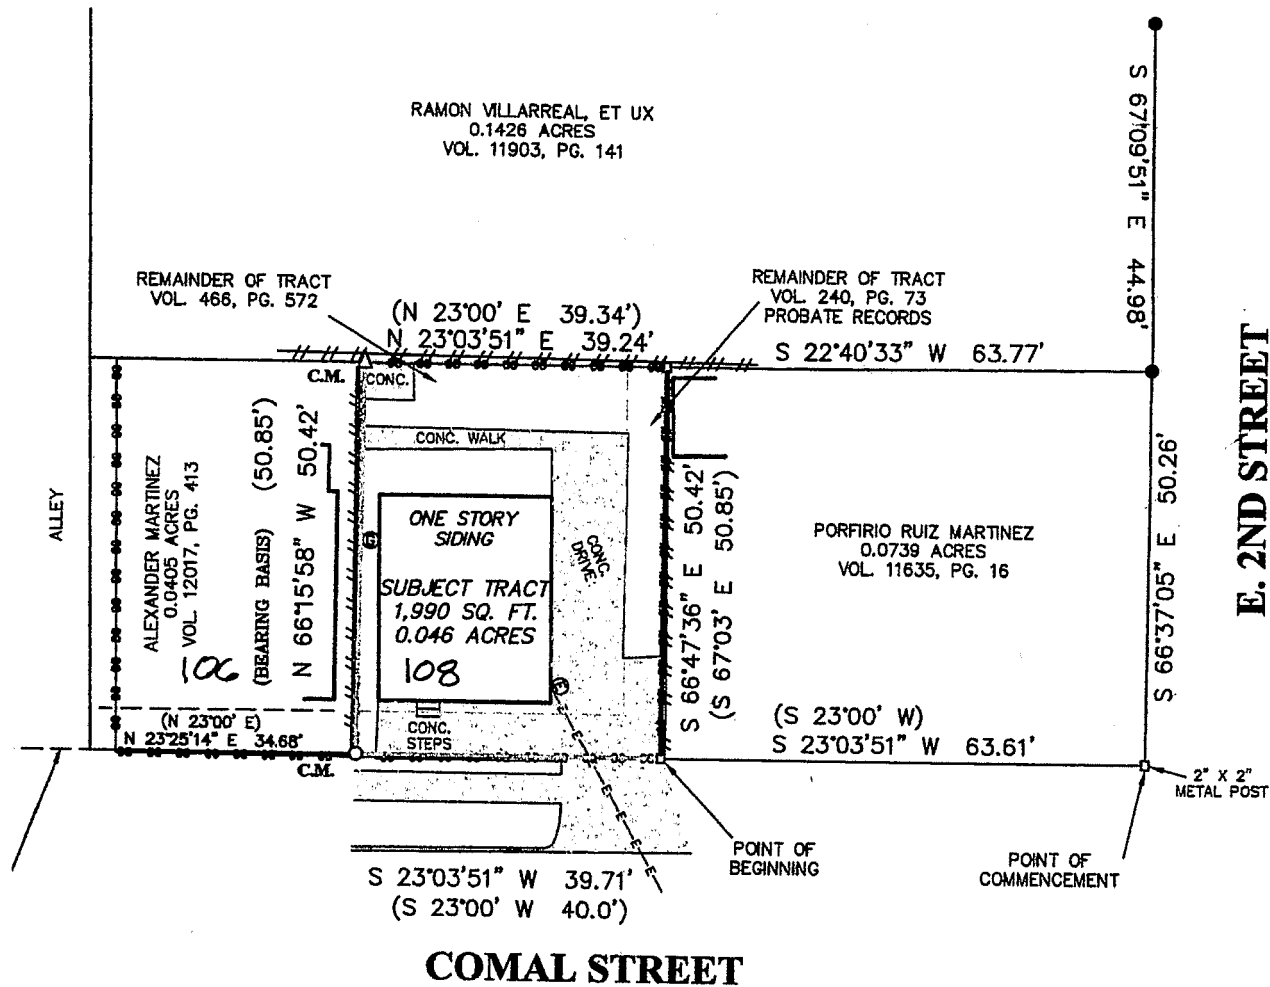 RAMON VILLARREAL, ET UX
0.1426 ACRES
VOL. 11903, PG. 141
S 67°09'51" E 44.98'
REMAINDER OF TRACT
VOL. 466, PG. 572
(N 23°00' E 39.34')
N 23°03'51" E 39.24'
REMAINDER OF TRACT
VOL. 240, PG. 73
PROBATE RECORDS
S 22°40'33" W 63.77'
C.M.
CONC.
CONC. WALK
ALLEY
ALEXANDER MARTINEZ
0.0405 ACRES
VOL. 12017, PG. 413
106
(BEARING BASIS) (50.85')
N 66°15'58" W 50.42'
E
ONE STORY
SIDING
SUBJECT TRACT
1,990 SQ. FT.
0.046 ACRES
108
CONC.
DRIVE
S 66°47'36" E 50.42'
(S 67°03' E 50.85')
PORFIRIO RUIZ MARTINEZ
0.0739 ACRES
VOL. 11635, PG. 16
S 66°37'05" E 50.26'
E. 2ND STREET
(N 23°00' E)
N 23°25'14" E 34.68'
C.M.
CONC.
STEPS
E
E
E
E
E
E
(S 23°00' W)
S 23°03'51" W 63.61'
2" X 2"
METAL POST
POINT OF
BEGINNING
POINT OF
COMMENCEMENT
S 23°03'51" W 39.71'
(S 23°00' W 40.0')
COMAL STREET